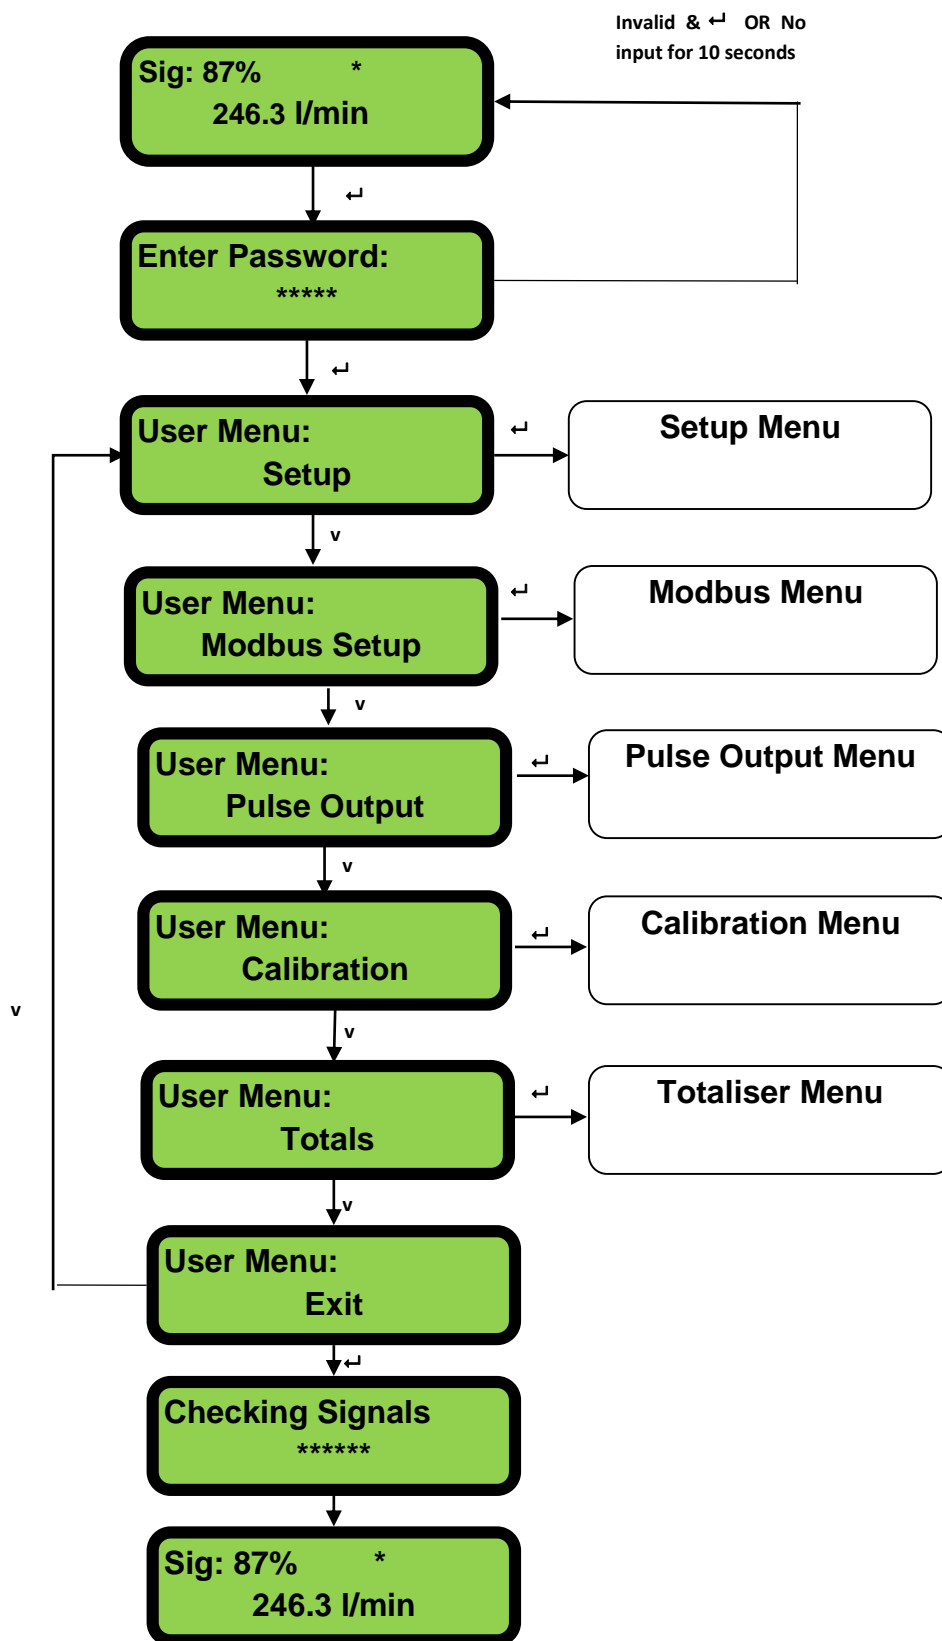 Invalid & ↵ OR No
input for 10 seconds
Sig: 87% *
246.3 l/min
↵
Enter Password:
*****
↵
User Menu:
Setup
↵
Setup Menu
v
User Menu:
Modbus Setup
↵
Modbus Menu
v
User Menu:
Pulse Output
↵
Pulse Output Menu
v
User Menu:
Calibration
↵
Calibration Menu
v
v
User Menu:
Totals
↵
Totaliser Menu
v
User Menu:
Exit
↵
Checking Signals
******
Sig: 87% *
246.3 l/min